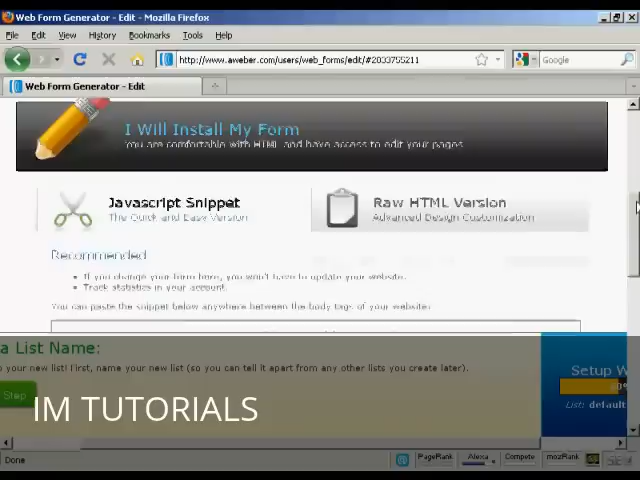 Web Form Generator - Edit - Mozilla Firefox
File Edit View History Bookmarks Tools Help
http://www.aweber.com/users/web_forms/edit/#2033755211
Google
Web Form Generator - Edit
I Will Install My Form
You are comfortable with HTML and have access to edit your pages
Javascript Snippet
The Quick and Easy Version
Raw HTML Version
Advanced Design Customization
Recommended
If you change your form here, you won't have to update your website.
Track statistics in your account.
You can paste the snippet below anywhere between the body tags of your website:
a List Name:
your new list! First, name your new list (so you can tell it apart from any other lists you create later).
Setup W
Step
List: default
IM TUTORIALS
Done
PageRank
Alexa
Compete
mozRank